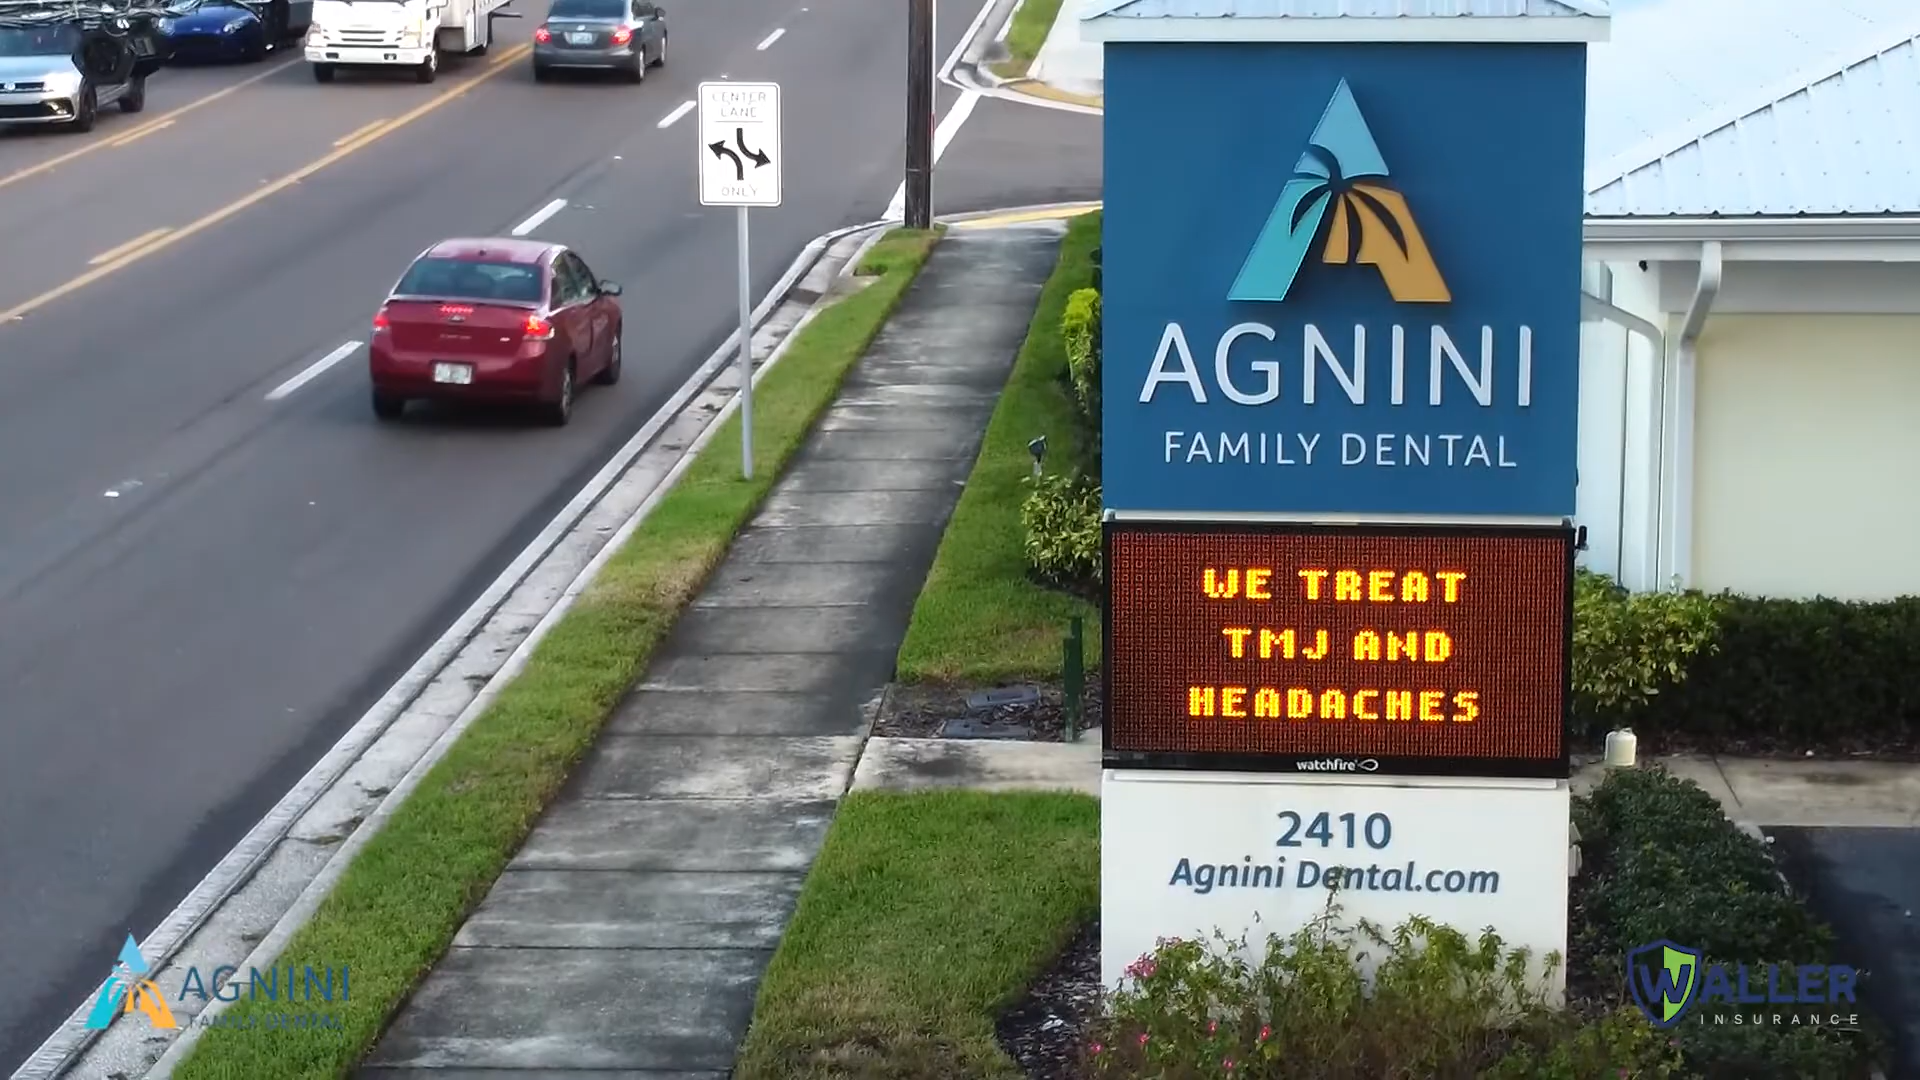 CENTER
LANE
ONLY
AGNINI
FAMILY DENTAL
WE TREAT
TMJ AND
HEADACHES
watchfire
2410
Agnini Dental.com
AGNINI
FAMILY DENTAL
WALLER
INSURANCE